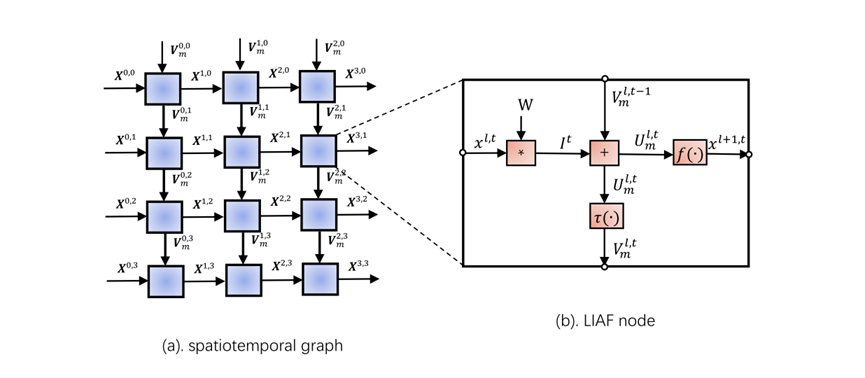 V_m^{0,0} V_m^{1,0} V_m^{2,0}
X^{0,0} X^{1,0} X^{2,0} X^{3,0}
V_m^{0,1} V_m^{1,1} V_m^{2,1}
X^{0,1} X^{1,1} X^{2,1} X^{3,1}
V_m^{0,2} V_m^{1,2} V_m^{2,2}
X^{0,2} X^{1,2} X^{2,2} X^{3,2}
V_m^{0,3} V_m^{1,3} V_m^{2,3}
X^{0,3} X^{1,3} X^{2,3} X^{3,3}
(a). spatiotemporal graph
V_m^{l,t-1}
W
x^{l,t} * I^t + U_m^{l,t} f(·) x^{l+1,t}
U_m^{l,t}
τ(·)
V_m^{l,t}
(b). LIAF node